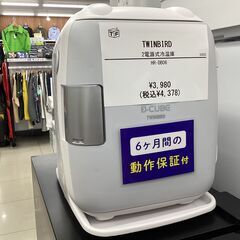 TWINBIRD
2電源式冷温庫
HR-DB06
¥3,980
(税込¥4,378)
D-CUBE
TWINBIRD
6ヶ月間の
動作保証付